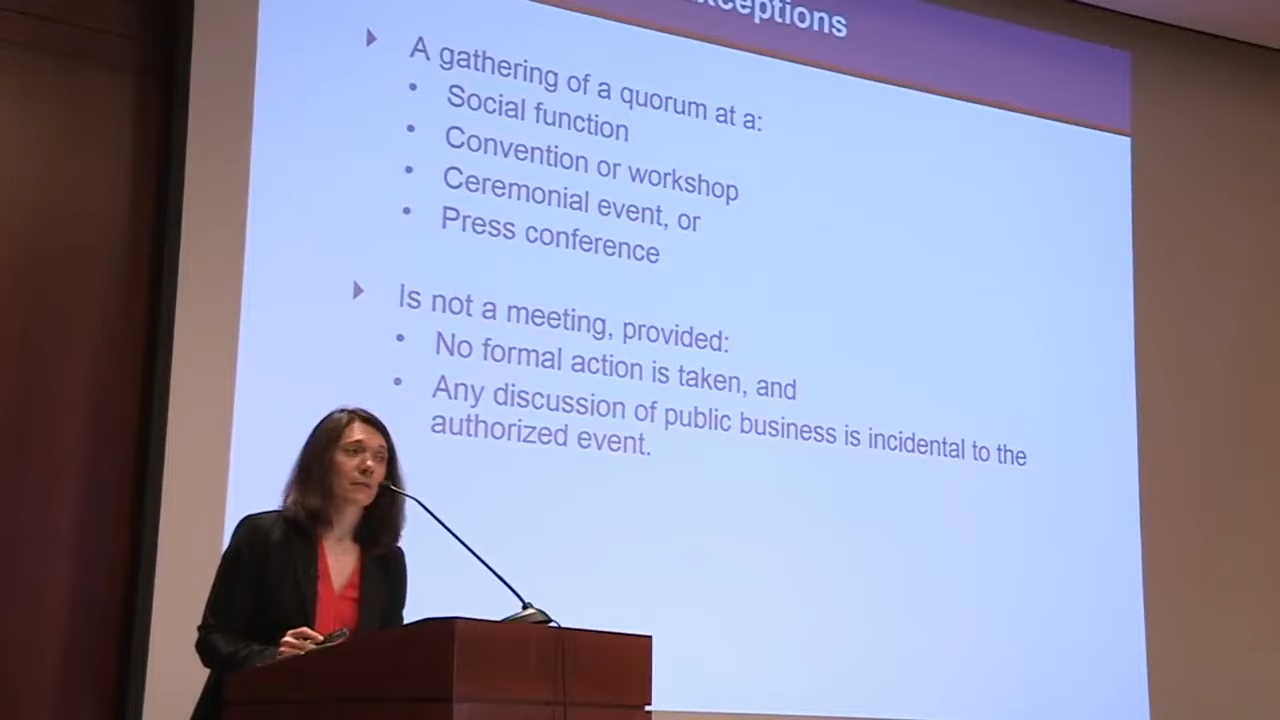 A gathering of a quorum at a:
Social function
Convention or workshop
Ceremonial event, or
Press conference
Is not a meeting, provided:
No formal action is taken, and
Any discussion of public business is incidental to the
authorized event.